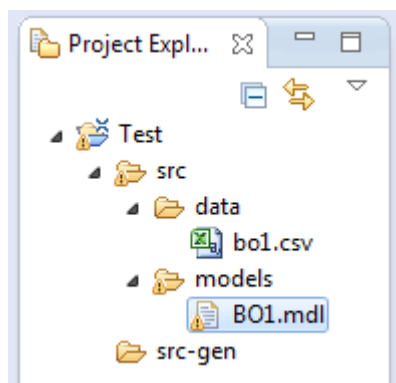 Project Expl...
Test
src
data
bo1.csv
models
BO1.mdl
src-gen